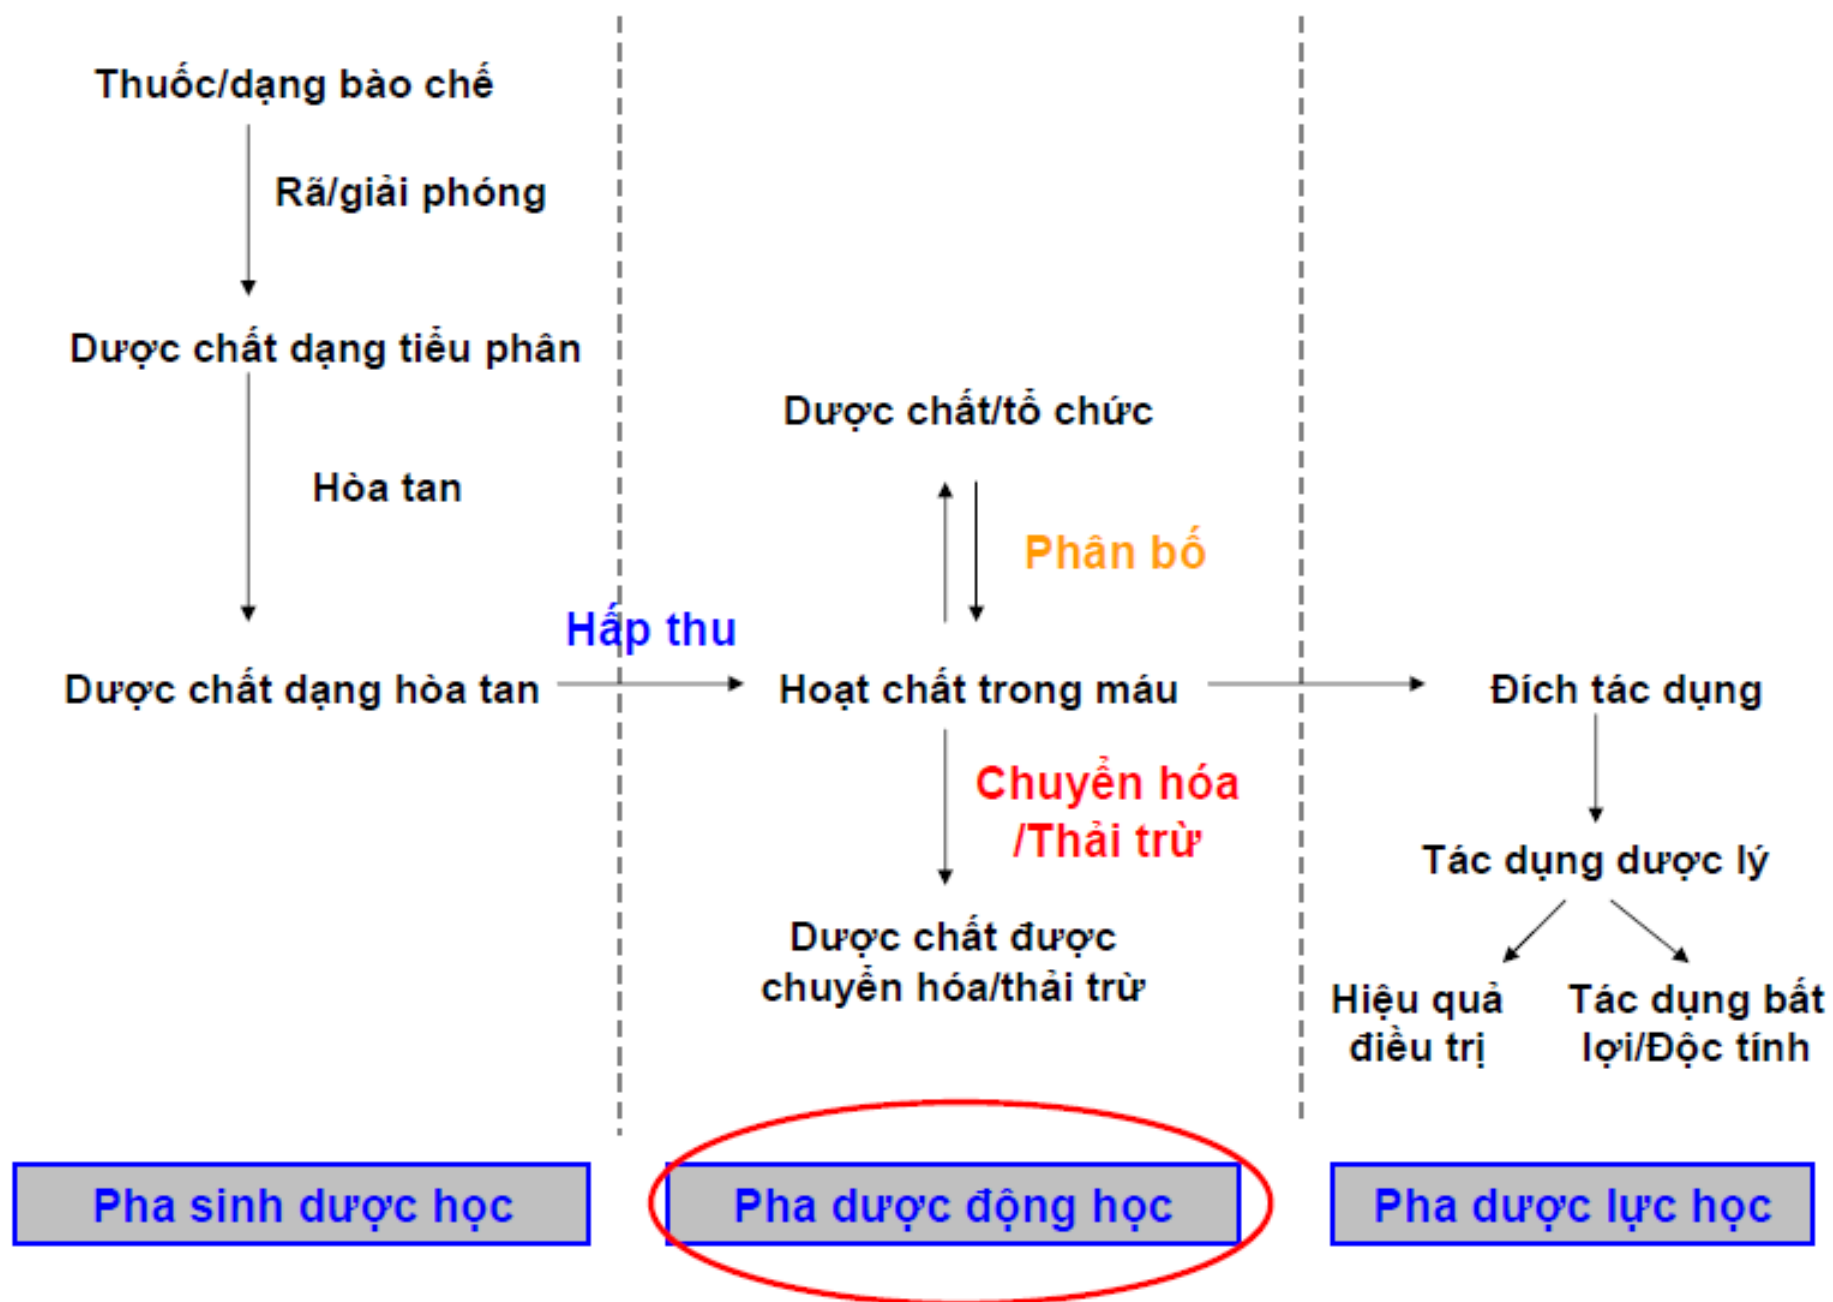 Thuốc/dạng bào chế
Rã/giải phóng
Dược chất dạng tiểu phân
Hòa tan
Dược chất dạng hòa tan
Hấp thu
Dược chất/tổ chức
Phân bố
Hoạt chất trong máu
Chuyển hóa
/Thải trừ
Dược chất được
chuyển hóa/thải trừ
Đích tác dụng
Tác dụng dược lý
Hiệu quả
điều trị
Tác dụng bất
lợi/Độc tính
Pha sinh dược học
Pha dược động học
Pha dược lực học